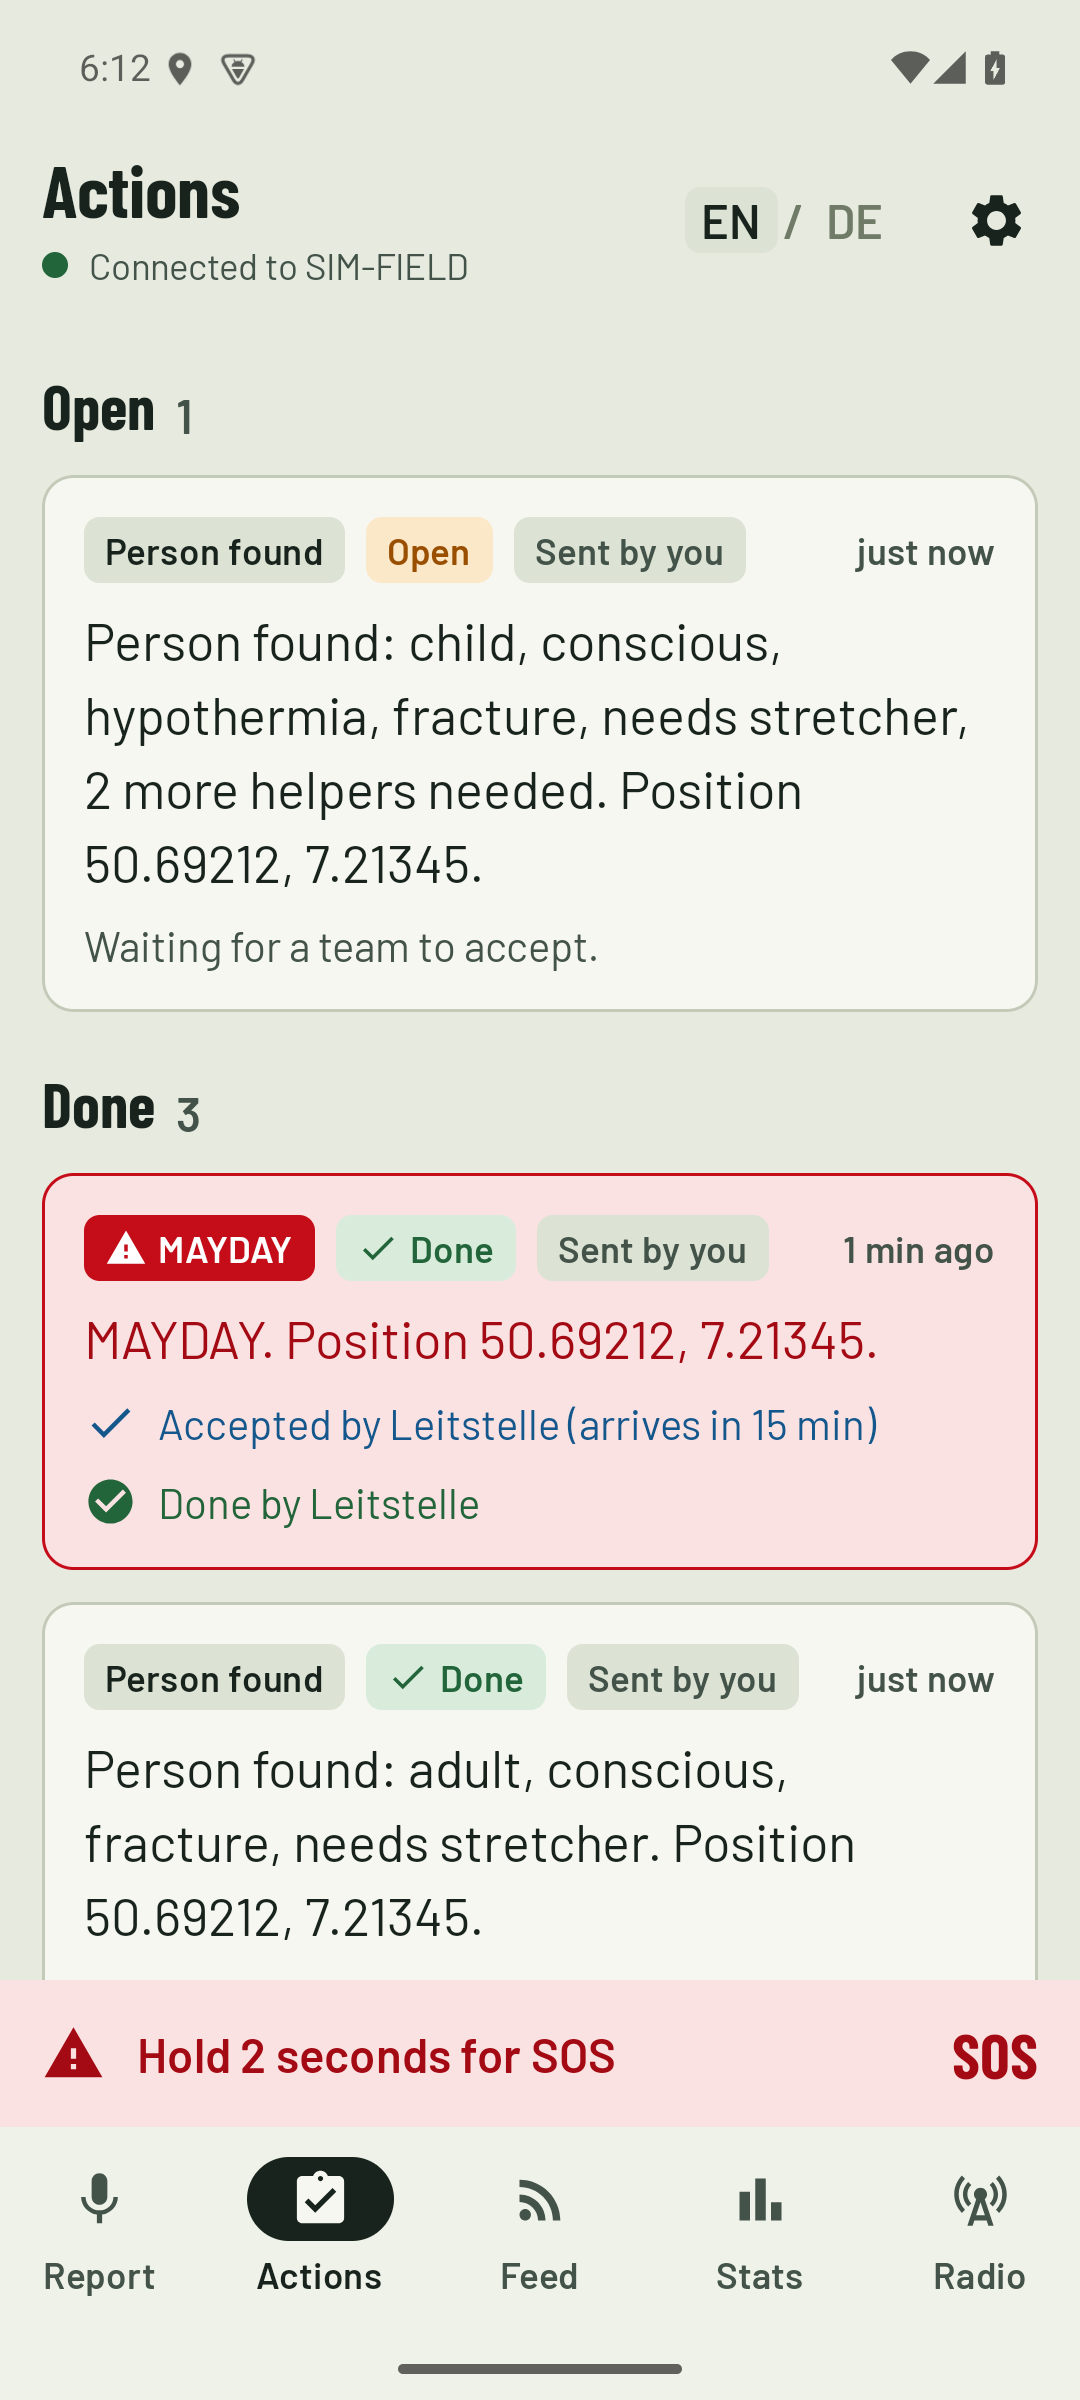 6:12
Actions
EN / DE
Connected to SIM-FIELD
Open 1
Person found Open Sent by you just now
Person found: child, conscious,
hypothermia, fracture, needs stretcher,
2 more helpers needed. Position
50.69212, 7.21345.
Waiting for a team to accept.
Done 3
MAYDAY Done Sent by you 1 min ago
MAYDAY. Position 50.69212, 7.21345.
Accepted by Leitstelle (arrives in 15 min)
Done by Leitstelle
Person found Done Sent by you just now
Person found: adult, conscious,
fracture, needs stretcher. Position
50.69212, 7.21345.
Hold 2 seconds for SOS SOS
Report Actions Feed Stats Radio